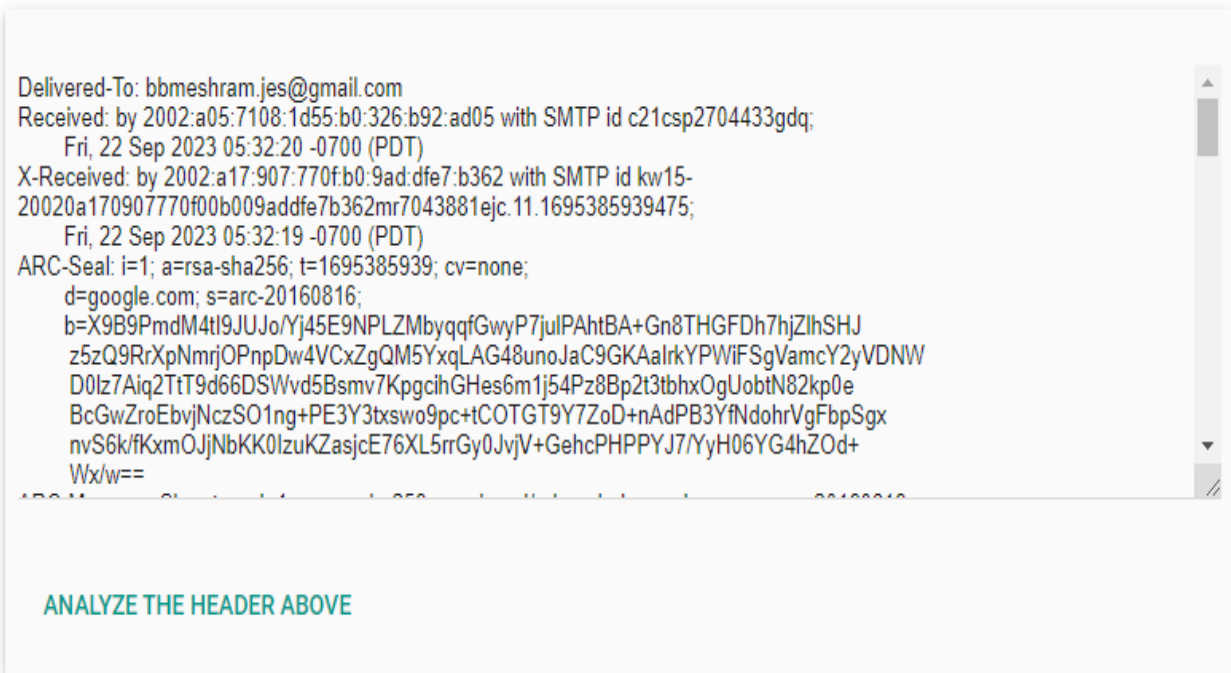 Delivered-To: bbmeshram.jes@gmail.com
Received: by 2002:a05:7108:1d55:b0:326:b92:ad05 with SMTP id c21csp2704433gdq;
Fri, 22 Sep 2023 05:32:20 -0700 (PDT)
X-Received: by 2002:a17:907:770f:b0:9ad:dfe7:b362 with SMTP id kw15-
20020a170907770f00b009addfe7b362mr7043881ejc.11.1695385939475;
Fri, 22 Sep 2023 05:32:19 -0700 (PDT)
ARC-Seal: i=1; a=rsa-sha256; t=1695385939; cv=none;
d=google.com; s=arc-20160816;
b=X9B9PmdM4tI9JUJo/Yj45E9NPLZMbyqqfGwyP7julPAhtBA+Gn8THGFDh7hjZlhSHJ
z5zQ9RrXpNmrjOPnpDw4VCxZgQM5YxqLAG48unoJaC9GKAaIrkYPWiFSgVamcY2yVDNW
D0Iz7Aiq2TtT9d66DSWvd5Bsmv7KpgcihGHes6m1j54Pz8Bp2t3tbhxOgUobtN82kp0e
BcGwZroEbvjNczSO1ng+PE3Y3txswo9pc+tCOTGT9Y7ZoD+nAdPB3YfNdohrVgFbpSgx
nvS6k/fKxmOJjNbKK0IzuKZasjcE76XL5rrGy0JvjV+GehcPHPPYJ7/YyH06YG4hZOd+
Wx/w==
ANALYZE THE HEADER ABOVE